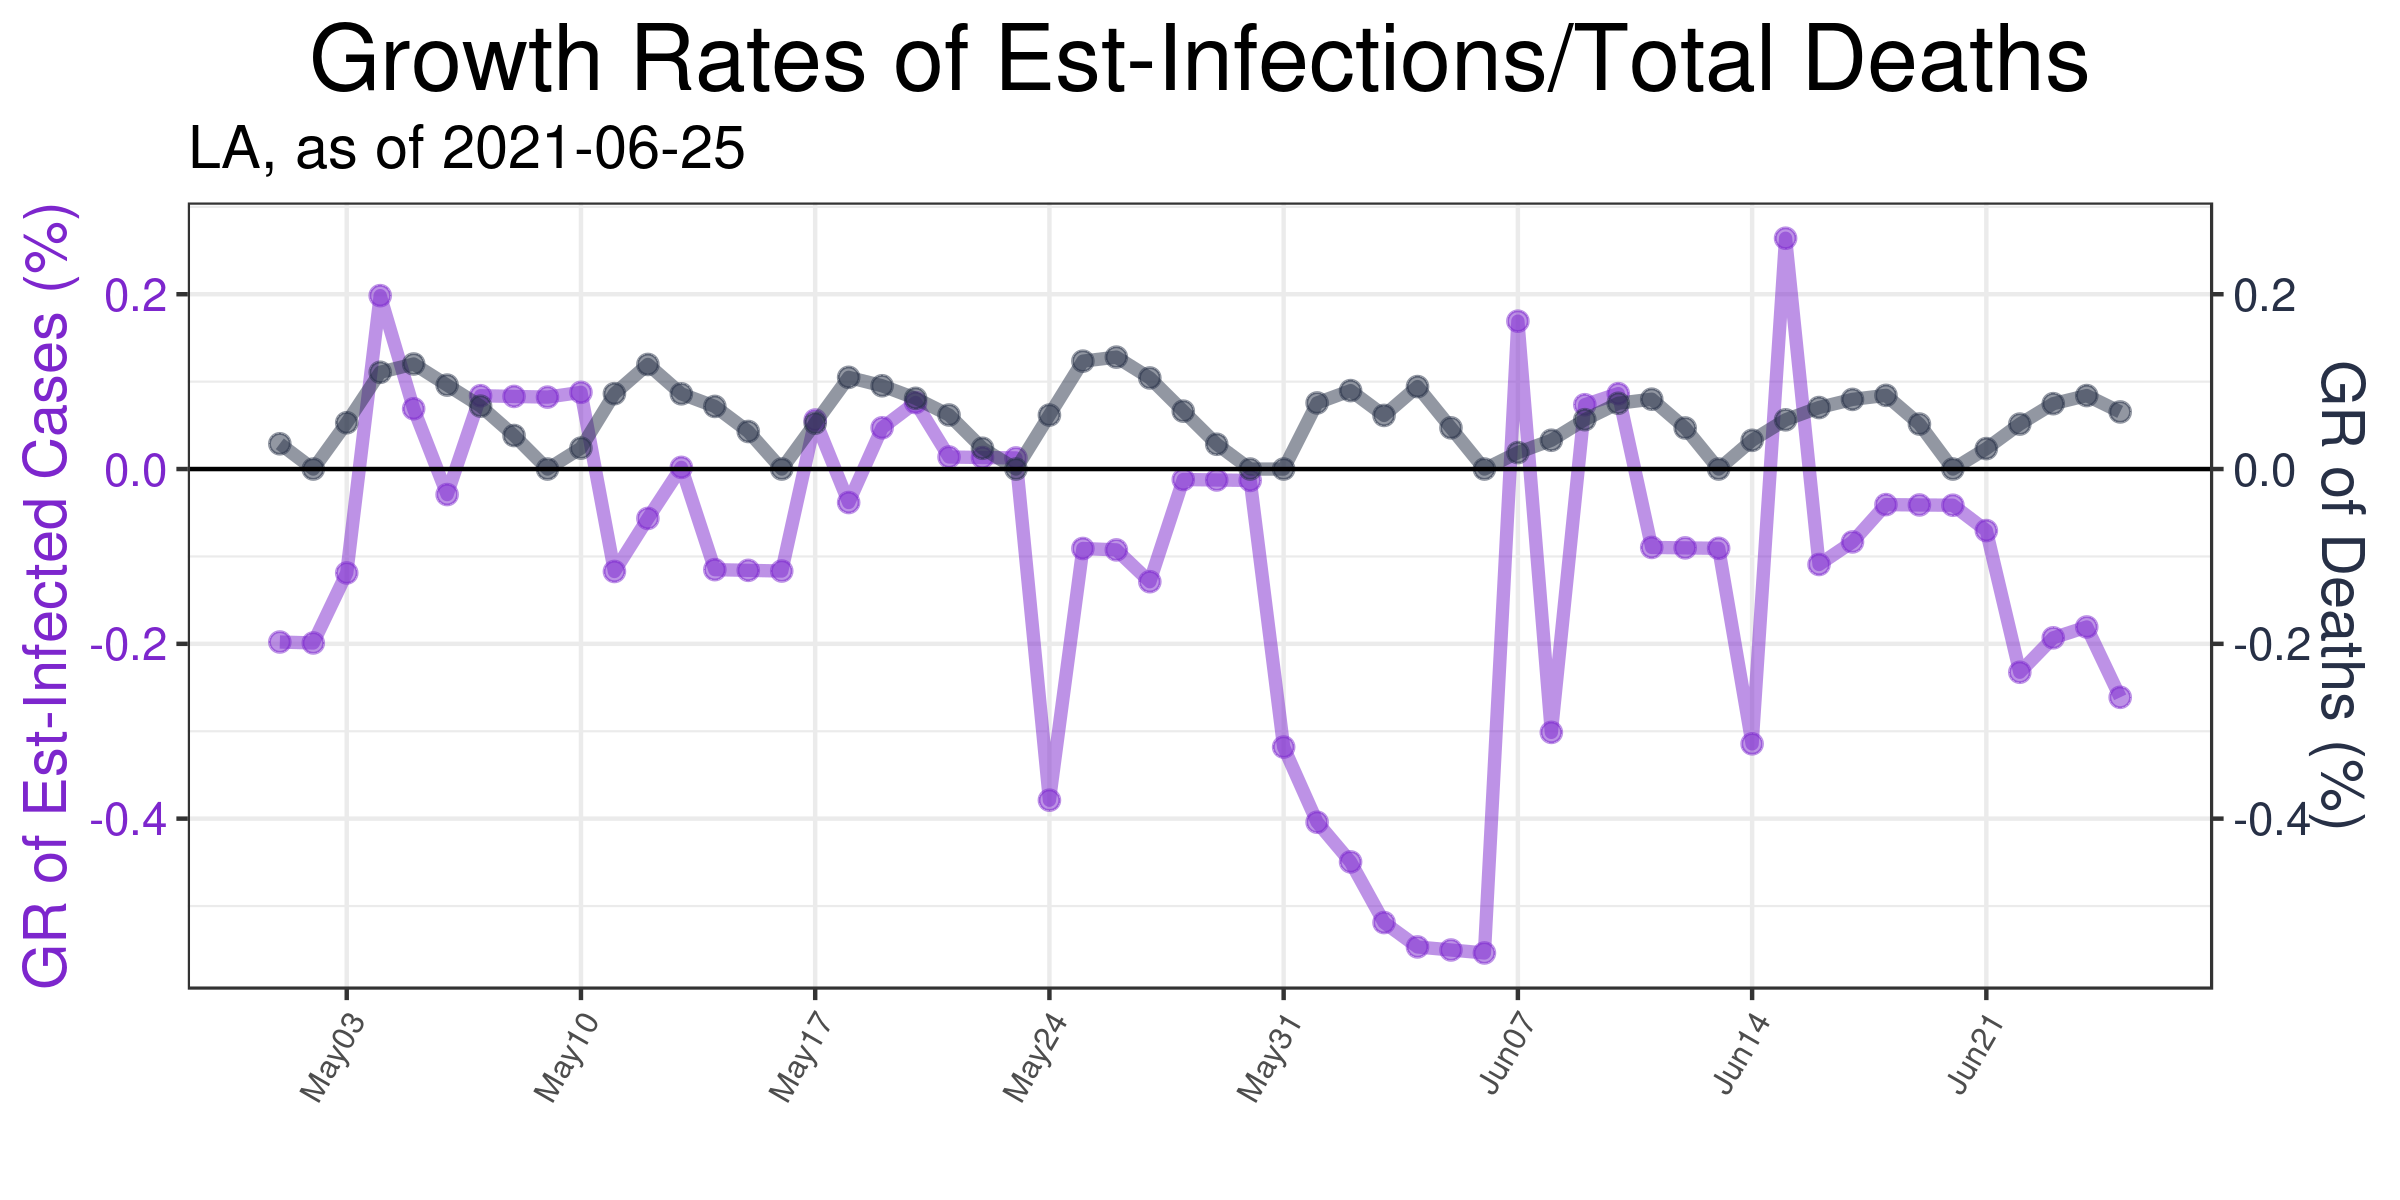 Growth Rates of Est-Infections/Total Deaths
LA, as of 2021-06-25
GR of Est-Infected Cases (%)
0.2
0.0
-0.2
-0.4
0.2
0.0
-0.2
-0.4
GR of Deaths (%)
May03
May10
May17
May24
May31
Jun07
Jun14
Jun21